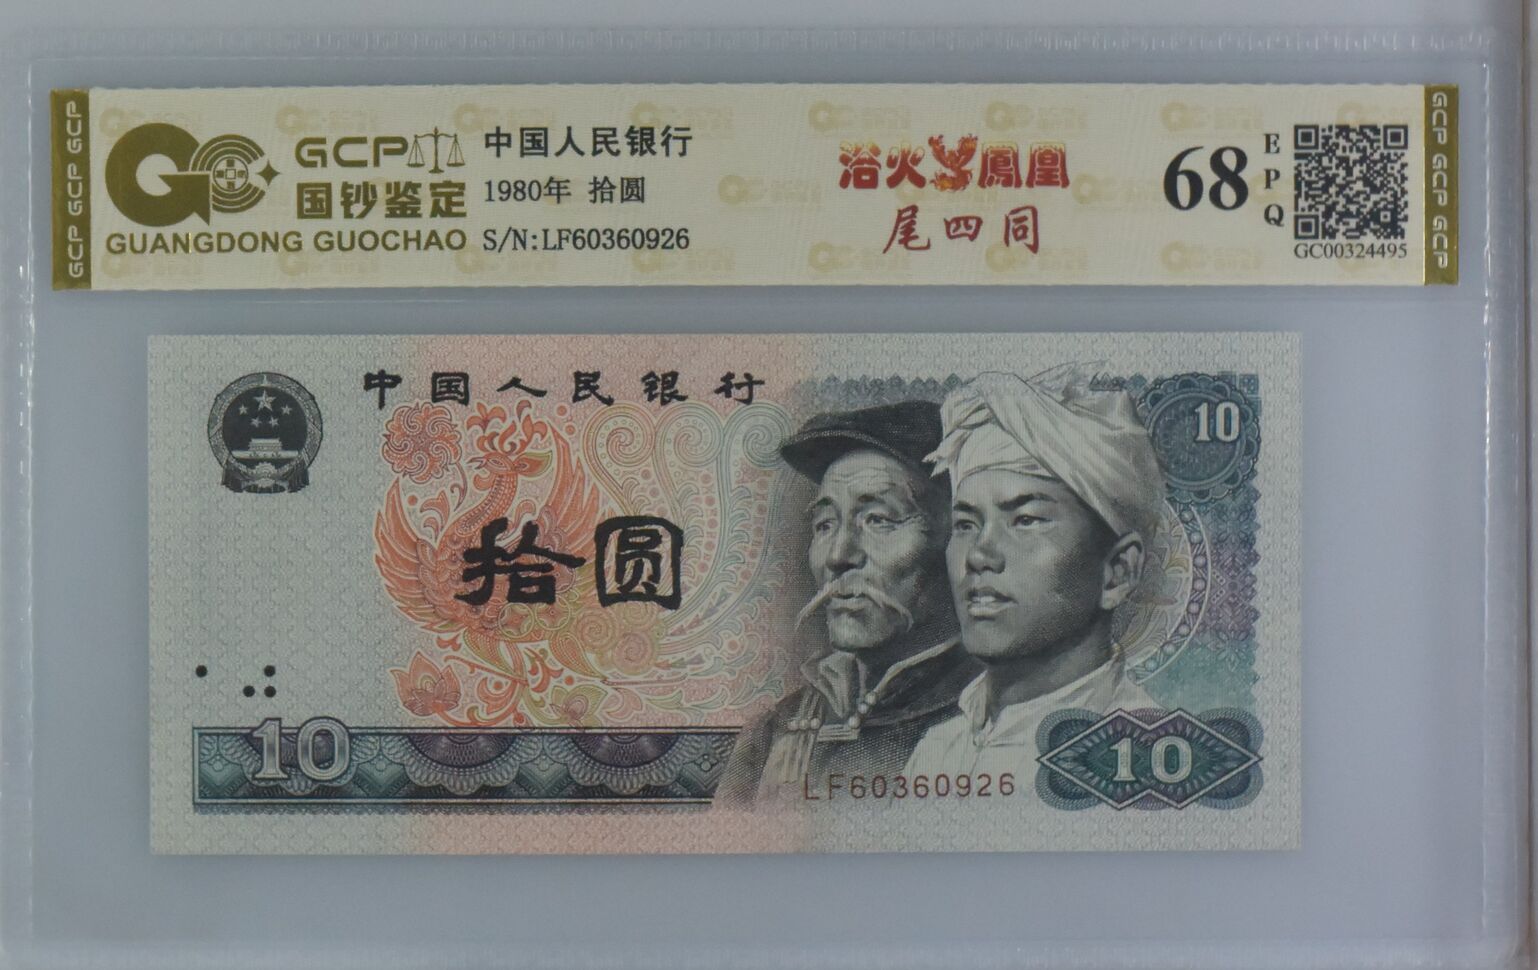 GCP GCP GCP
GCP
国钞鉴定
GUANGDONG GUOCHAO
中国人民银行
1980年 拾圆
S/N:LF60360926
浴火鳳凰
尾四同
68
EPQ
GC00324495
GCP GCP GCP
中国人民银行
10
拾圆
10
10
LF60360926